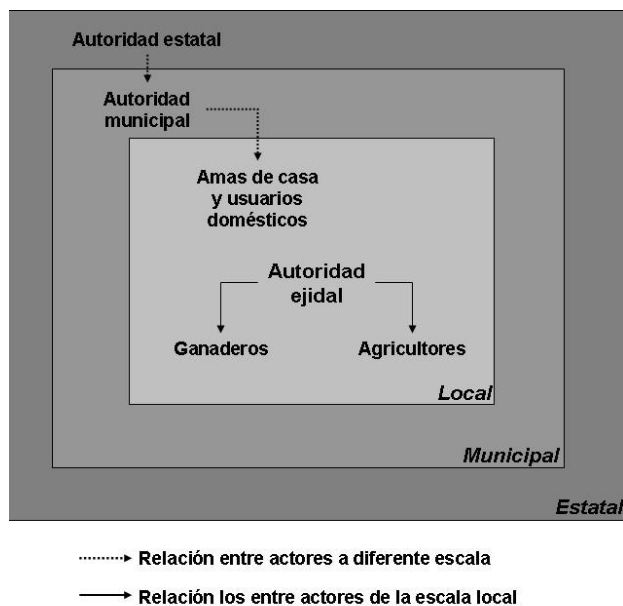 Autoridad estatal
Autoridad
municipal
Amas de casa
y usuarios
domésticos
Autoridad
ejidal
Ganaderos
Agricultores
Local
Municipal
Estatal
Relación entre actores a diferente escala
Relación los entre actores de la escala local